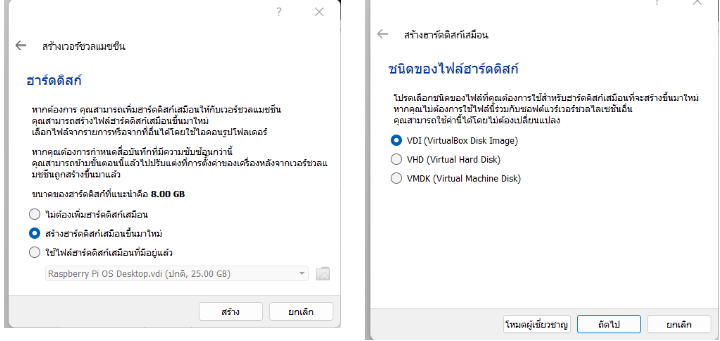 สร้างเวอร์ชวลแมชชีน
ฮาร์ดดิสก์
หากต้องการ คุณสามารถเพิ่มฮาร์ดดิสก์เสมือนให้กับเวอร์ชวลแมชชีน
คุณสามารถสร้างไฟล์ฮาร์ดดิสก์เสมือนขึ้นมาใหม่
เลือกไฟล์จากรายการหรือจากที่อื่นได้โดยใช้ไอคอนรูปโฟลเดอร์
หากคุณต้องการกำหนดสื่อบันทึกที่มีความซับซ้อนกว่านี้
คุณสามารถข้ามขั้นตอนนี้แล้วไปปรับแต่งที่การตั้งค่าของเครื่องหลังจากเวอร์ชวลแ
มชชีนถูกสร้างขึ้นมาแล้ว
ขนาดของฮาร์ดดิสก์ที่แนะนำคือ 8.00 GB
ไม่ต้องเพิ่มฮาร์ดดิสก์เสมือน
สร้างฮาร์ดดิสก์เสมือนขึ้นมาใหม่
ใช้ไฟล์ฮาร์ดดิสก์เสมือนที่มีอยู่แล้ว
Raspberry Pi OS Desktop.vdi (ปกติ, 25.00 GB)
สร้าง
ยกเลิก
สร้างฮาร์ดดิสก์เสมือน
ชนิดของไฟล์ฮาร์ดดิสก์
โปรดเลือกชนิดของไฟล์ที่คุณต้องการใช้สำหรับฮาร์ดดิสก์เสมือนที่จะสร้างขึ้นมาใหม่
หากคุณไม่ต้องการใช้ไฟล์นี้ร่วมกับซอฟต์แวร์เวอร์ชวลไลเซชันอื่น
คุณสามารถใช้ค่านี้ได้โดยไม่ต้องเปลี่ยนแปลง
VDI (VirtualBox Disk Image)
VHD (Virtual Hard Disk)
VMDK (Virtual Machine Disk)
โหมดผู้เชี่ยวชาญ
ถัดไป
ยกเลิก